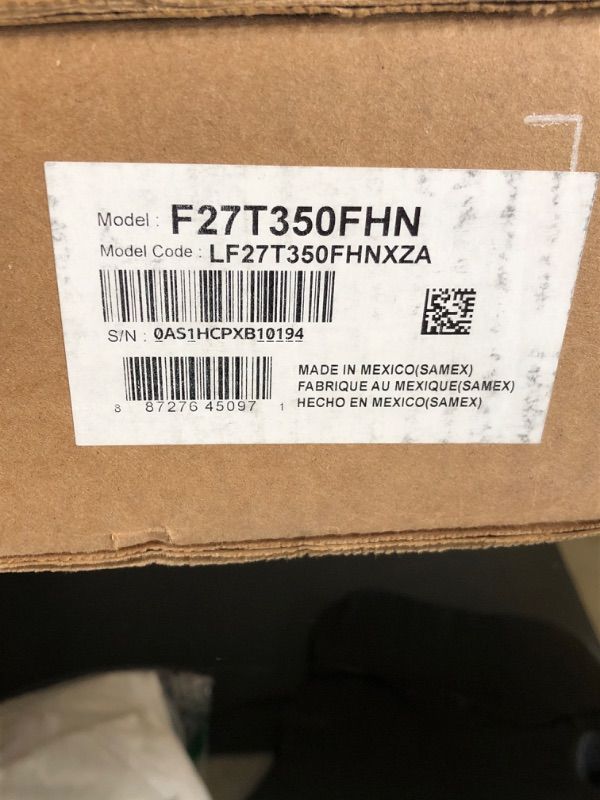 Model : F27T350FHN
Model Code : LF27T350FHNXZA
S/N : 0AS1HCPXB10194
8 87276 45097 1
MADE IN MEXICO(SAMEX)
FABRIQUE AU MEXIQUE(SAMEX)
HECHO EN MEXICO(SAMEX)